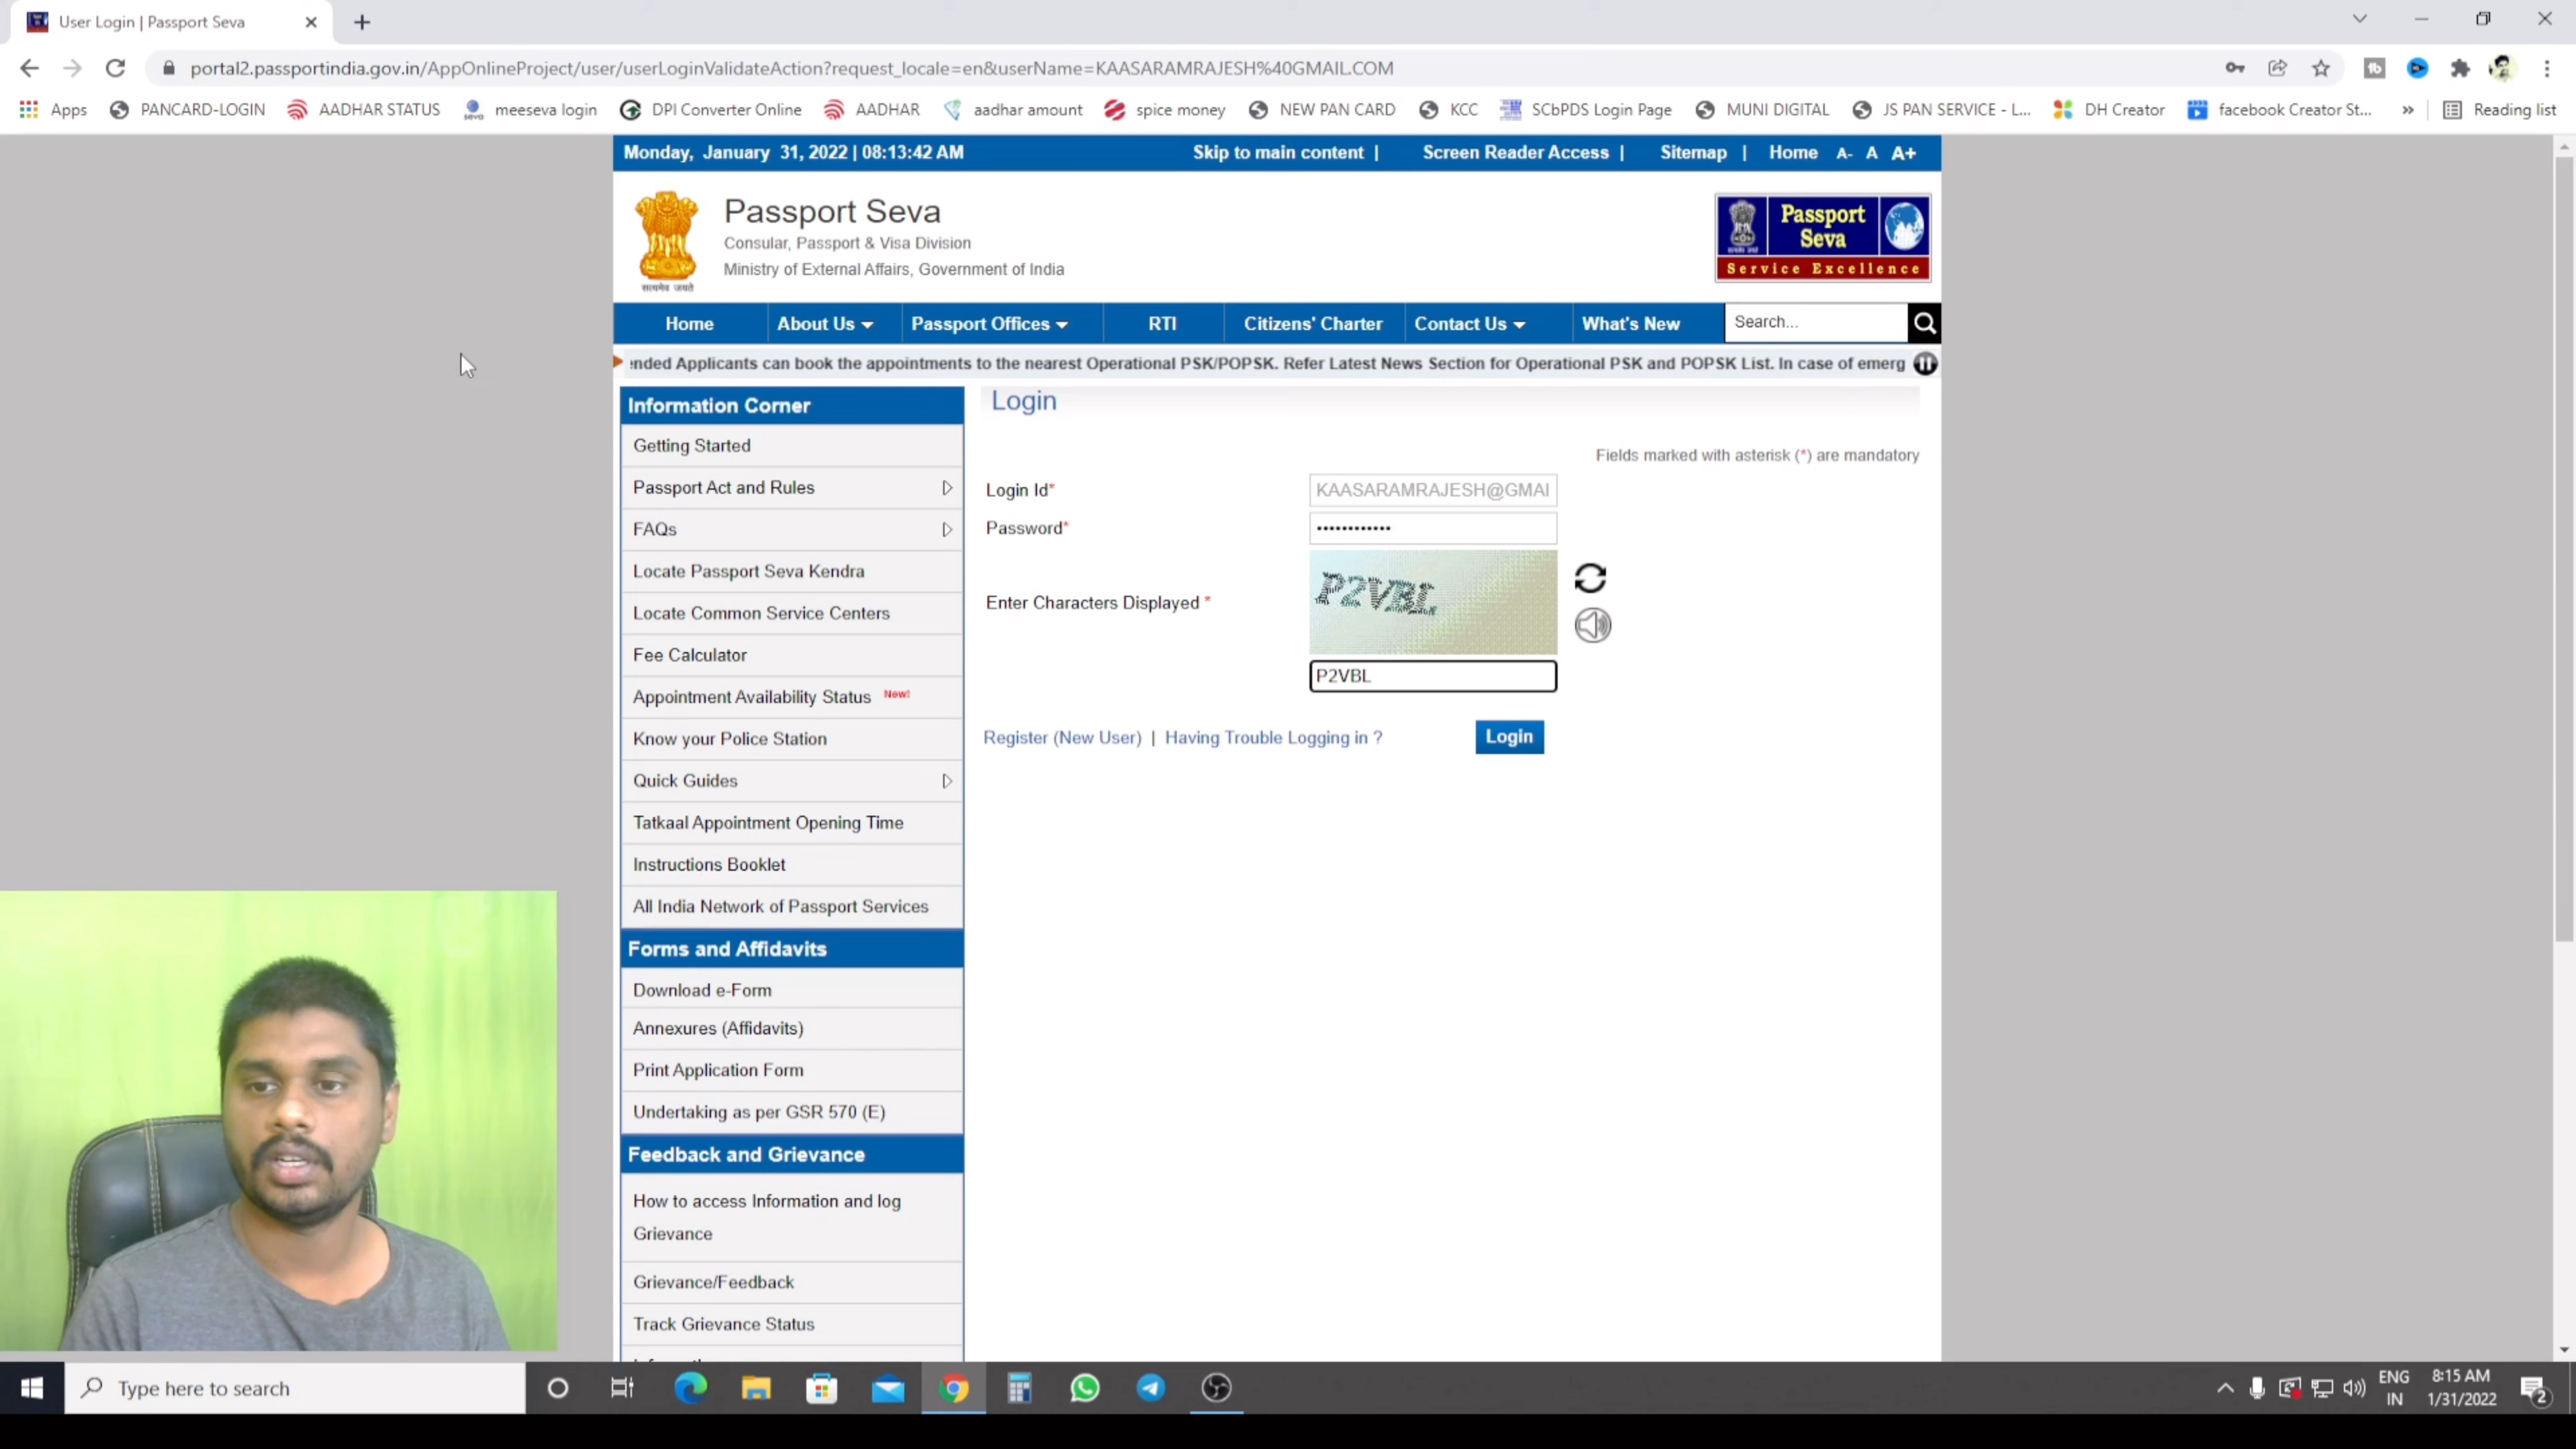 User Login | Passport Seva
portal2.passportindia.gov.in/AppOnlineProject/user/userLoginValidateAction?request_locale=en&userName=KAASARAMRAJESH%40GMAIL.COM
Apps PANCARD-LOGIN AADHAR STATUS meeseva login DPI Converter Online AADHAR aadhar amount spice money NEW PAN CARD KCC SCbPDS Login Page MUNI DIGITAL JS PAN SERVICE - L... DH Creator facebook Creator St... » Reading list
Monday, January 31, 2022 | 08:13:42 AM Skip to main content | Screen Reader Access | Sitemap | Home A- A A+
Passport Seva
Consular, Passport & Visa Division
Ministry of External Affairs, Government of India
सत्यमेव जयते
Passport
Seva
Service Excellence
Home About Us Passport Offices RTI Citizens' Charter Contact Us What's New Search...
ended Applicants can book the appointments to the nearest Operational PSK/POPSK. Refer Latest News Section for Operational PSK and POPSK List. In case of emerg
Information Corner
Getting Started
Passport Act and Rules
FAQs
Locate Passport Seva Kendra
Locate Common Service Centers
Fee Calculator
Appointment Availability Status New!
Know your Police Station
Quick Guides
Tatkaal Appointment Opening Time
Instructions Booklet
All India Network of Passport Services
Forms and Affidavits
Download e-Form
Annexures (Affidavits)
Print Application Form
Undertaking as per GSR 570 (E)
Feedback and Grievance
How to access Information and log
Grievance
Grievance/Feedback
Track Grievance Status
Login
Fields marked with asterisk (*) are mandatory
Login Id* KAASARAMRAJESH@GMAI
Password* ••••••••••••
Enter Characters Displayed *
P2VBL
P2VBL
Register (New User) | Having Trouble Logging in ? Login
Type here to search
ENG
IN
8:15 AM
1/31/2022
2